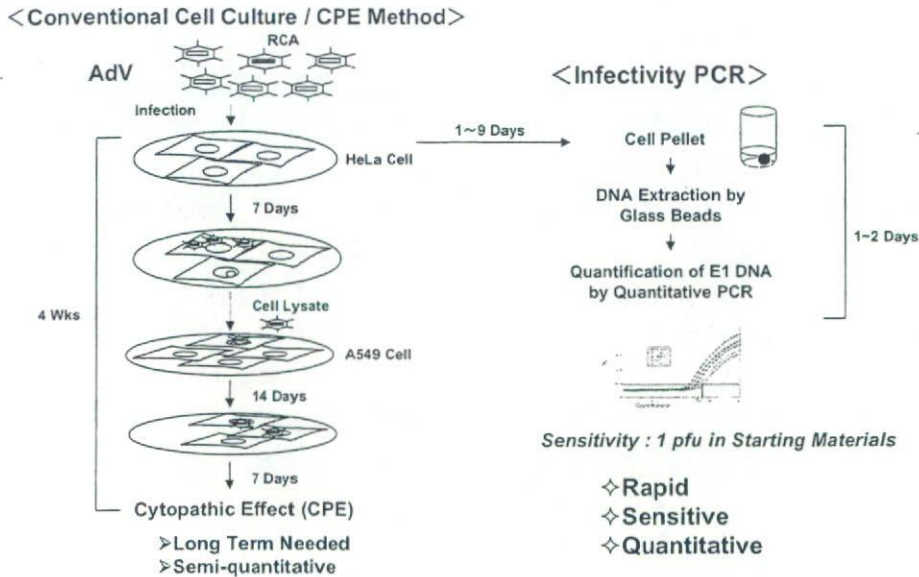 <Conventional Cell Culture / CPE Method>
RCA
AdV
Infection
HeLa Cell
7 Days
Cell Lysate
A549 Cell
14 Days
7 Days
4 Wks
Cytopathic Effect (CPE)
➢Long Term Needed
➢Semi-quantitative
1~9 Days
<Infectivity PCR>
Cell Pellet
DNA Extraction by
Glass Beads
Quantification of E1 DNA
by Quantitative PCR
1~2 Days
Sensitivity : 1 pfu in Starting Materials
✧Rapid
✧Sensitive
✧Quantitative